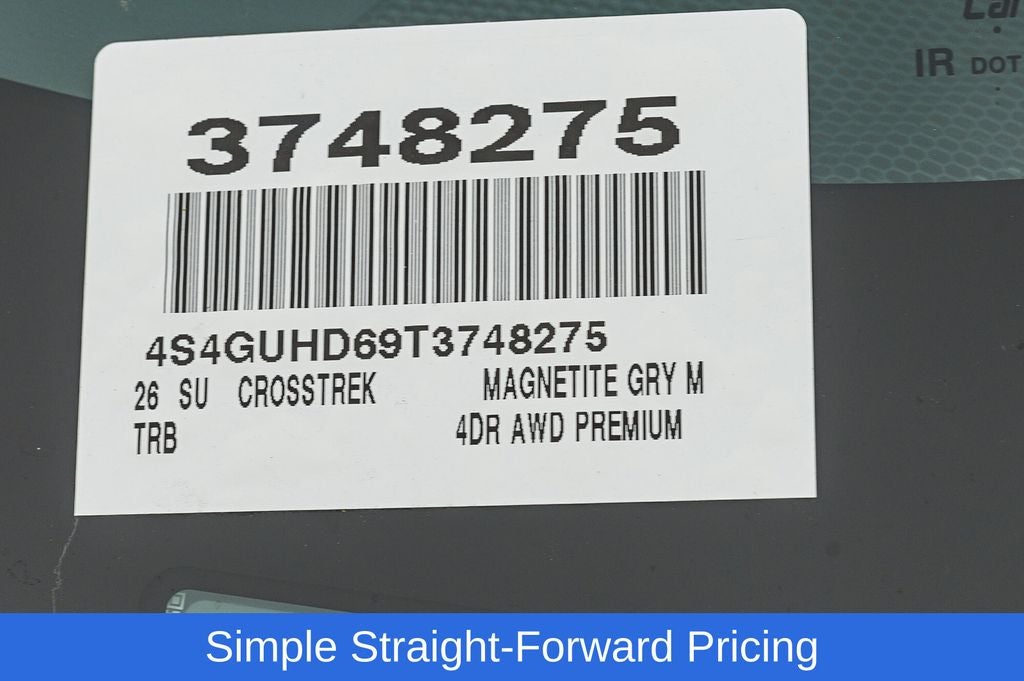 IR DOT
3748275
4S4GUHD69T3748275
26 SU CROSSTREK MAGNETITE GRY M
TRB 4DR AWD PREMIUM
Simple Straight-Forward Pricing